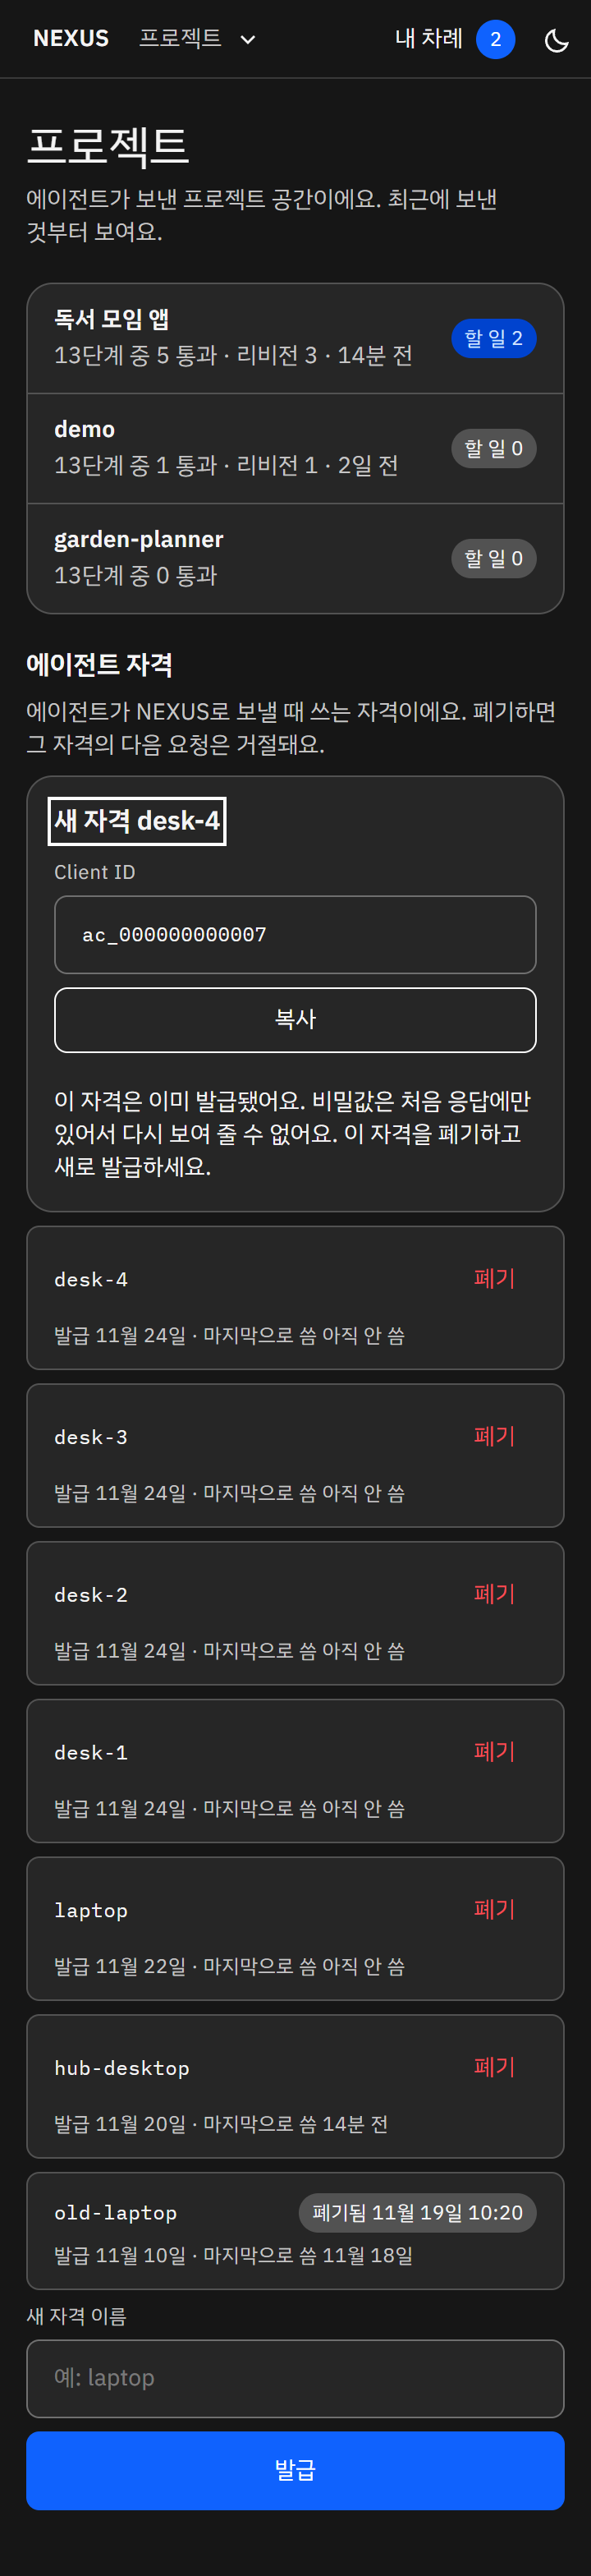 NEXUS 프로젝트 내 차례 2
프로젝트
에이전트가 보낸 프로젝트 공간이에요. 최근에 보낸
것부터 보여요.
독서 모임 앱
13단계 중 5 통과 · 리비전 3 · 14분 전
할 일 2
demo
13단계 중 1 통과 · 리비전 1 · 2일 전
할 일 0
garden-planner
13단계 중 0 통과
할 일 0
에이전트 자격
에이전트가 NEXUS로 보낼 때 쓰는 자격이에요. 폐기하면
그 자격의 다음 요청은 거절돼요.
새 자격 desk-4
Client ID
ac_000000000007
복사
이 자격은 이미 발급됐어요. 비밀값은 처음 응답에만
있어서 다시 보여 줄 수 없어요. 이 자격을 폐기하고
새로 발급하세요.
desk-4 폐기
발급 11월 24일 · 마지막으로 씀 아직 안 씀
desk-3 폐기
발급 11월 24일 · 마지막으로 씀 아직 안 씀
desk-2 폐기
발급 11월 24일 · 마지막으로 씀 아직 안 씀
desk-1 폐기
발급 11월 24일 · 마지막으로 씀 아직 안 씀
laptop 폐기
발급 11월 22일 · 마지막으로 씀 아직 안 씀
hub-desktop 폐기
발급 11월 20일 · 마지막으로 씀 14분 전
old-laptop 폐기됨 11월 19일 10:20
발급 11월 10일 · 마지막으로 씀 11월 18일
새 자격 이름
예: laptop
발급